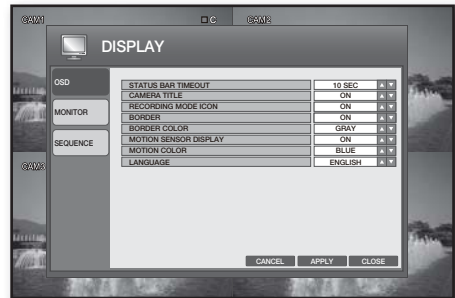 CAM1 C CAM2
DISPLAY
OSD
MONITOR
SEQUENCE
STATUS BAR TIMEOUT 10 SEC
CAMERA TITLE ON
RECORDING MODE ICON ON
BORDER ON
BORDER COLOR GRAY
MOTION SENSOR DISPLAY ON
MOTION COLOR BLUE
LANGUAGE ENGLISH
CAM3
CANCEL APPLY CLOSE